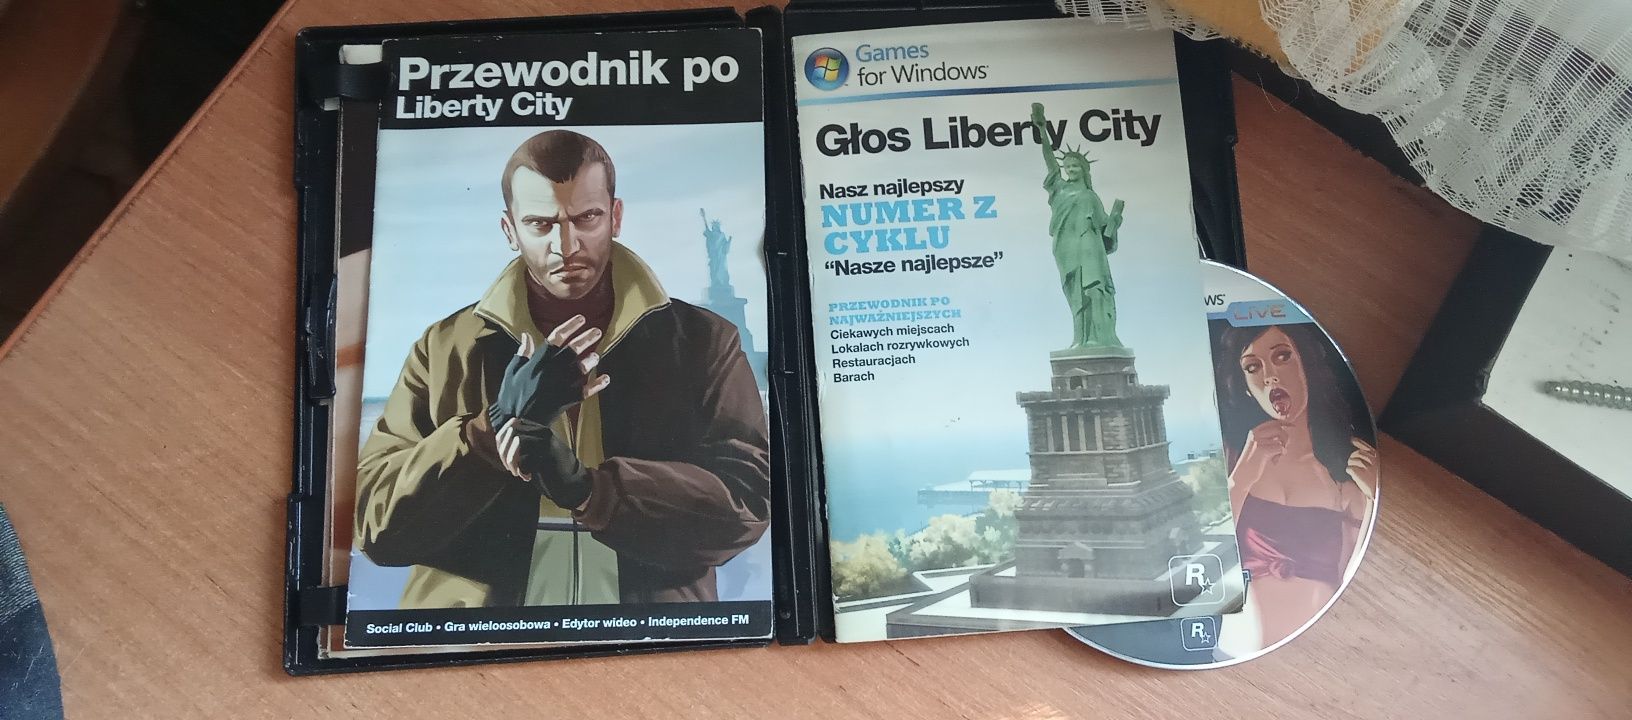 Przewodnik po
Liberty City
Social Club • Gra wieloosobowa • Edytor wideo • Independence FM
Games
for Windows
Głos Liberty City
Nasz najlepszy
NUMER Z
CYKLU
“Nasze najlepsze”
PRZEWODNIK PO
NAJWAŻNIEJSZYCH
Ciekawych miejscach
Lokalach rozrywkowych
Restauracjach
Barach
R
LIVE
R